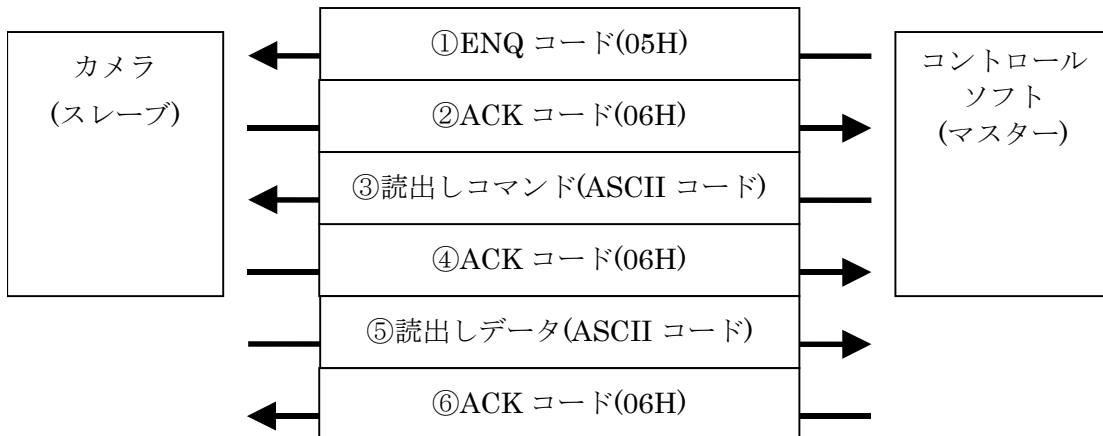 カメラ
(スレーブ)
①ENQ コード(05H)
②ACK コード(06H)
③読出しコマンド(ASCII コード)
④ACK コード(06H)
⑤読出しデータ(ASCII コード)
⑥ACK コード(06H)
コントロール
ソフト
(マスター)